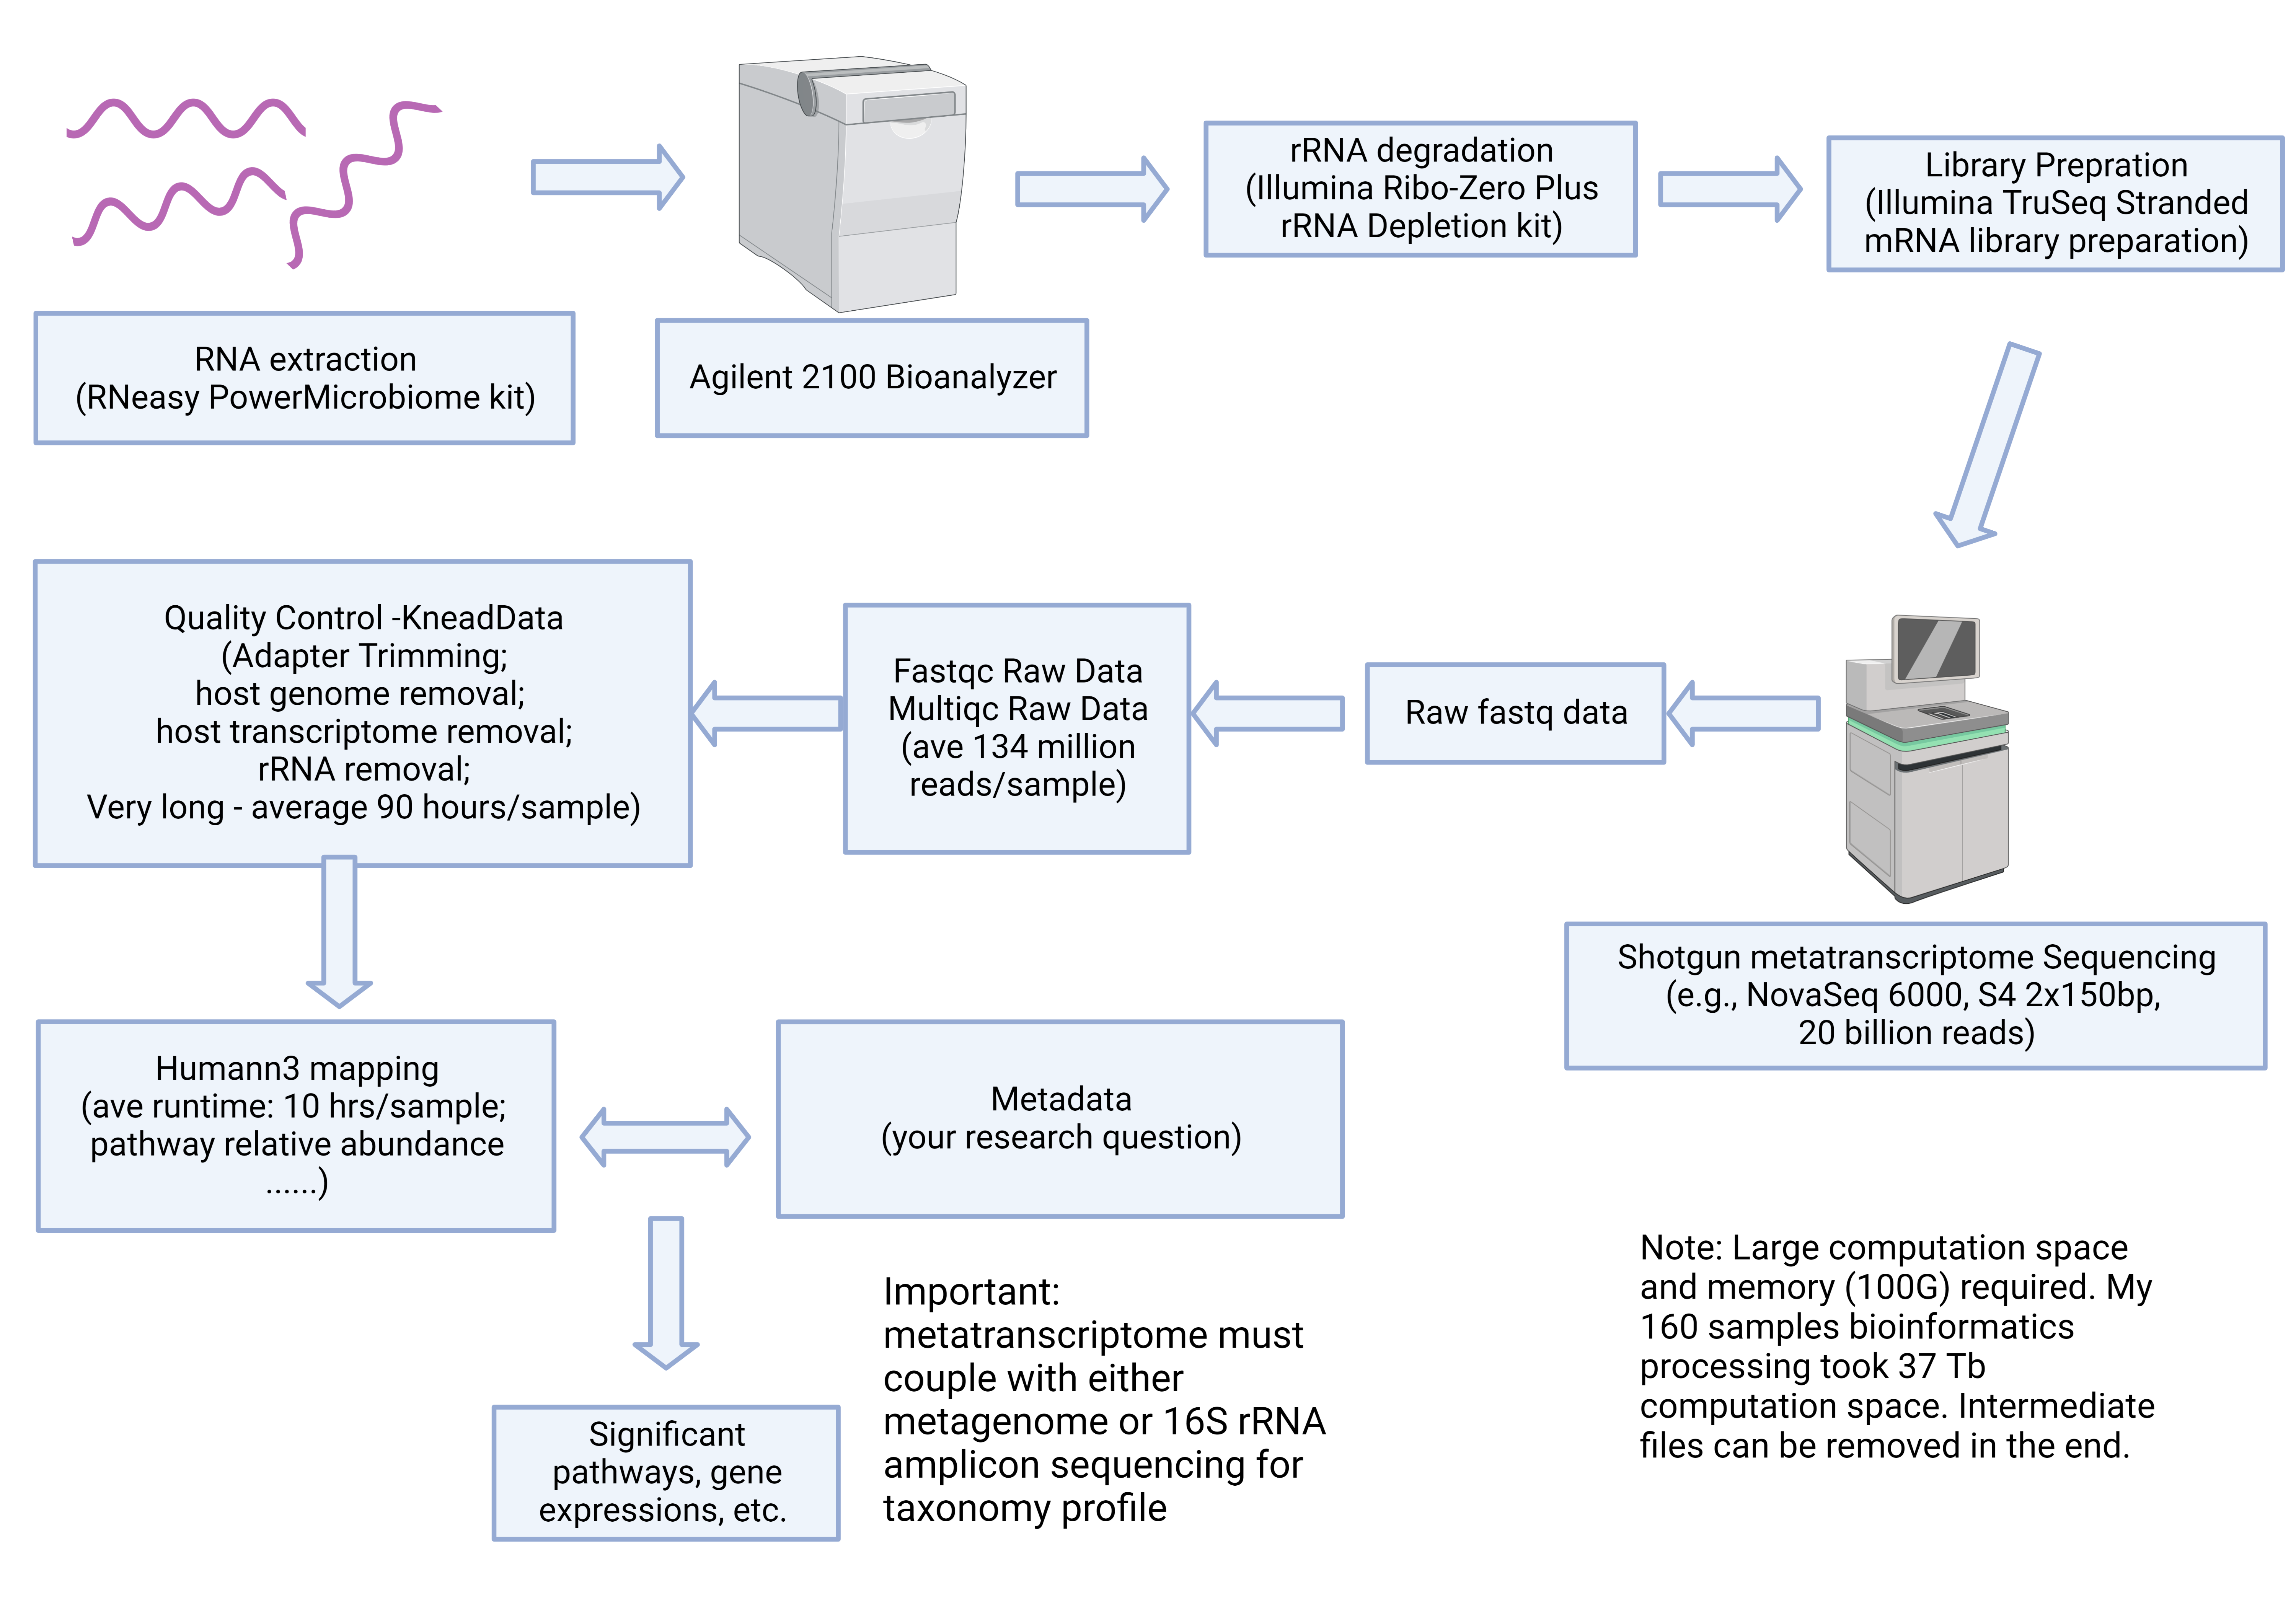 RNA extraction
(RNeasy PowerMicrobiome kit)
Agilent 2100 Bioanalyzer
rRNA degradation
(Illumina Ribo-Zero Plus
rRNA Depletion kit)
Library Prepration
(Illumina TruSeq Stranded
mRNA library preparation)
Shotgun metatranscriptome Sequencing
(e.g., NovaSeq 6000, S4 2x150bp,
20 billion reads)
Raw fastq data
Fastqc Raw Data
Multiqc Raw Data
(ave 134 million
reads/sample)
Quality Control -KneadData
(Adapter Trimming;
host genome removal;
host transcriptome removal;
rRNA removal;
Very long - average 90 hours/sample)
Humann3 mapping
(ave runtime: 10 hrs/sample;
pathway relative abundance
......)
Metadata
(your research question)
Significant
pathways, gene
expressions, etc.
Important:
metatranscriptome must
couple with either
metagenome or 16S rRNA
amplicon sequencing for
taxonomy profile
Note: Large computation space
and memory (100G) required. My
160 samples bioinformatics
processing took 37 Tb
computation space. Intermediate
files can be removed in the end.